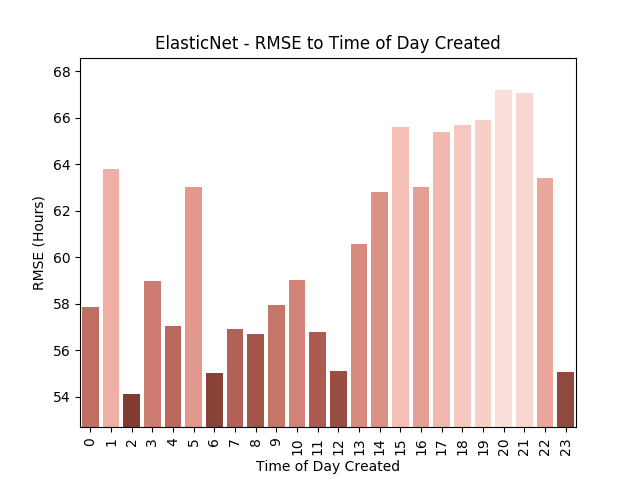 ElasticNet - RMSE to Time of Day Created
RMSE (Hours)
68
66
64
62
60
58
56
54
0 1 2 3 4 5 6 7 8 9 10 11 12 13 14 15 16 17 18 19 20 21 22 23
Time of Day Created